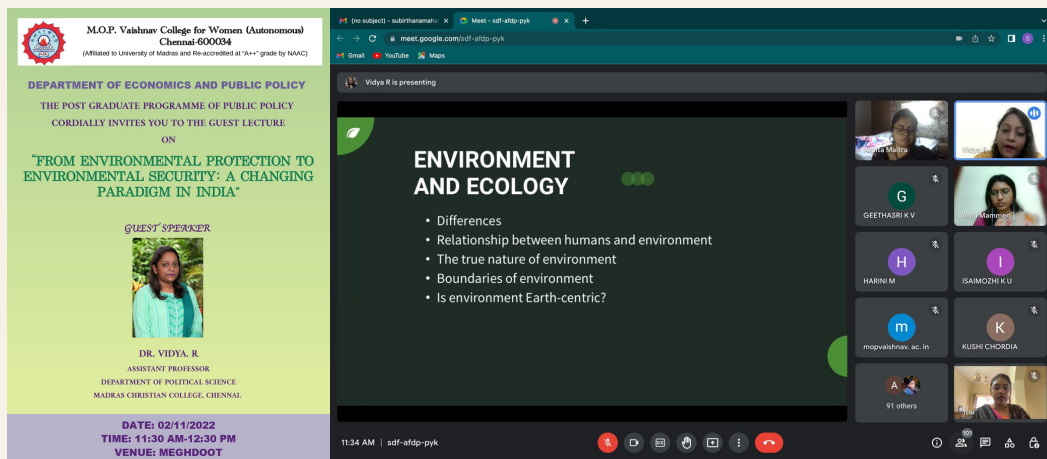 M.O.P. Vaishnav College for Women (Autonomous)
Chennai-600034
(Affiliated to University of Madras and Re-accredited at "A++" grade by NAAC)
DEPARTMENT OF ECONOMICS AND PUBLIC POLICY
THE POST GRADUATE PROGRAMME OF PUBLIC POLICY
CORDIALLY INVITES YOU TO THE GUEST LECTURE
ON
"FROM ENVIRONMENTAL PROTECTION TO
ENVIRONMENTAL SECURITY: A CHANGING
PARADIGM IN INDIA"
GUEST SPEAKER
DR. VIDYA. R
ASSISTANT PROFESSOR
DEPARTMENT OF POLITICAL SCIENCE
MADRAS CHRISTIAN COLLEGE, CHENNAI.
DATE: 02/11/2022
TIME: 11:30 AM-12:30 PM
VENUE: MEGHDOOT
(no subject) - subirthanamaha
Meet - sdf-afdp-pyk
meet.google.com/sdf-afdp-pyk
S
Gmail YouTube Maps
Vidya R is presenting
ENVIRONMENT
AND ECOLOGY
• Differences
• Relationship between humans and environment
• The true nature of environment
• Boundaries of environment
• Is environment Earth-centric?
Maitra
Vidya R
G
GEETHASRI K V
Anju Mammen
H
HARINI M
I
ISAIMOZHI K U
m
mopvaishnav. ac. in
K
KUSHI CHORDIA
A
91 others
You
11:34 AM | sdf-afdp-pyk
101